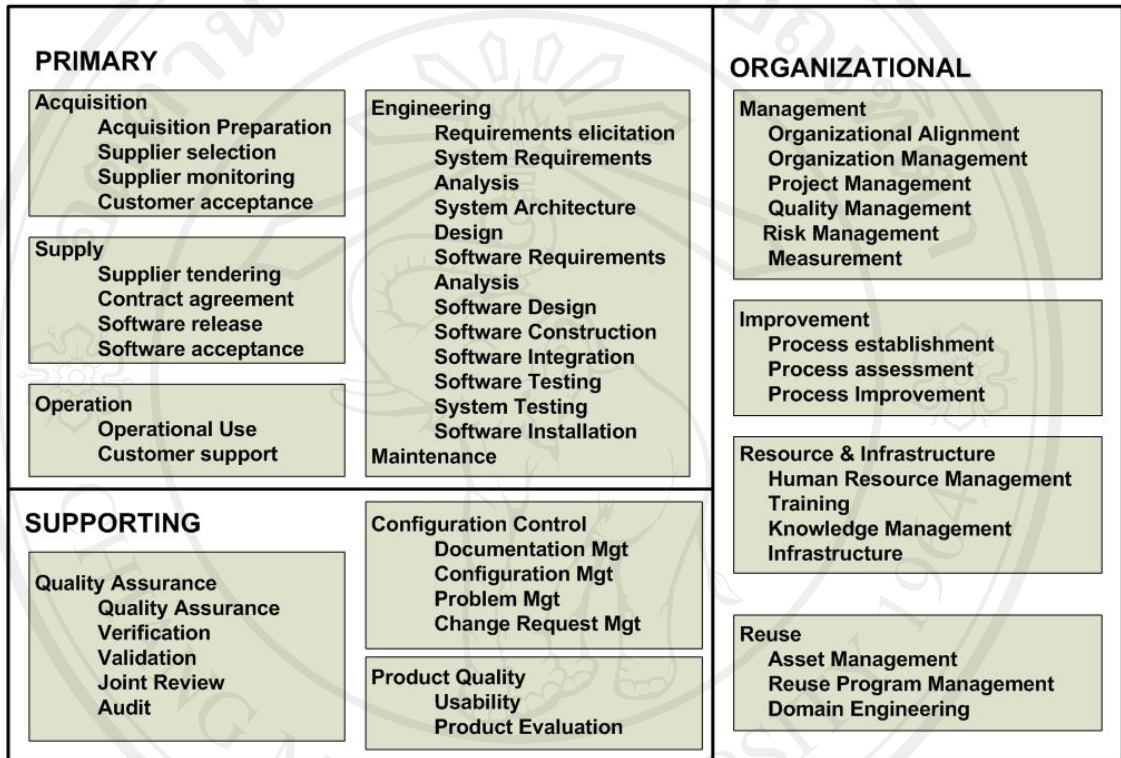 PRIMARY
Acquisition
Acquisition Preparation
Supplier selection
Supplier monitoring
Customer acceptance
Supply
Supplier tendering
Contract agreement
Software release
Software acceptance
Operation
Operational Use
Customer support
Engineering
Requirements elicitation
System Requirements
Analysis
System Architecture
Design
Software Requirements
Analysis
Software Design
Software Construction
Software Integration
Software Testing
System Testing
Software Installation
Maintenance
SUPPORTING
Quality Assurance
Quality Assurance
Verification
Validation
Joint Review
Audit
Configuration Control
Documentation Mgt
Configuration Mgt
Problem Mgt
Change Request Mgt
Product Quality
Usability
Product Evaluation
ORGANIZATIONAL
Management
Organizational Alignment
Organization Management
Project Management
Quality Management
Risk Management
Measurement
Improvement
Process establishment
Process assessment
Process Improvement
Resource & Infrastructure
Human Resource Management
Training
Knowledge Management
Infrastructure
Reuse
Asset Management
Reuse Program Management
Domain Engineering
1964